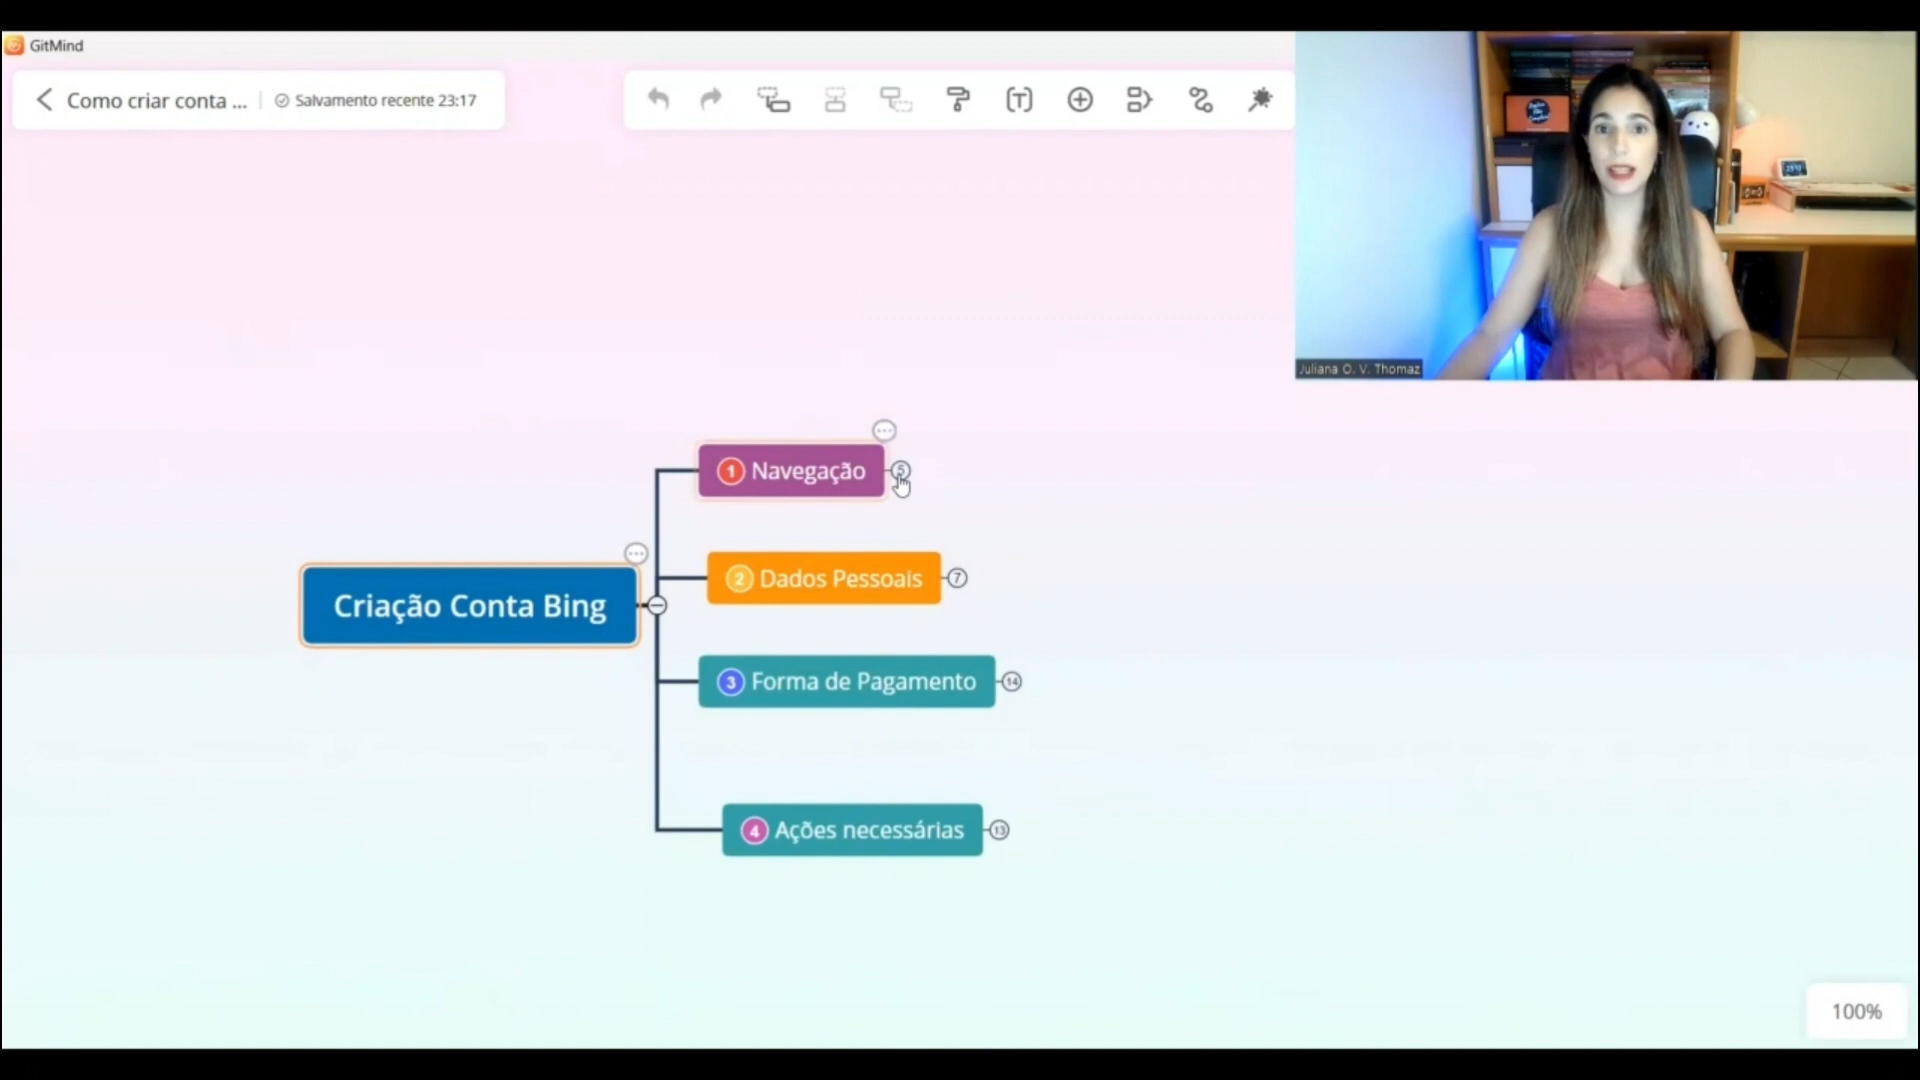 GitMind
Como criar conta ...
Salvamento recente 23:17
Juliana O. V. Thomaz
1 Navegação 5
2 Dados Pessoais 7
Criação Conta Bing
3 Forma de Pagamento 14
4 Ações necessárias 13
100%